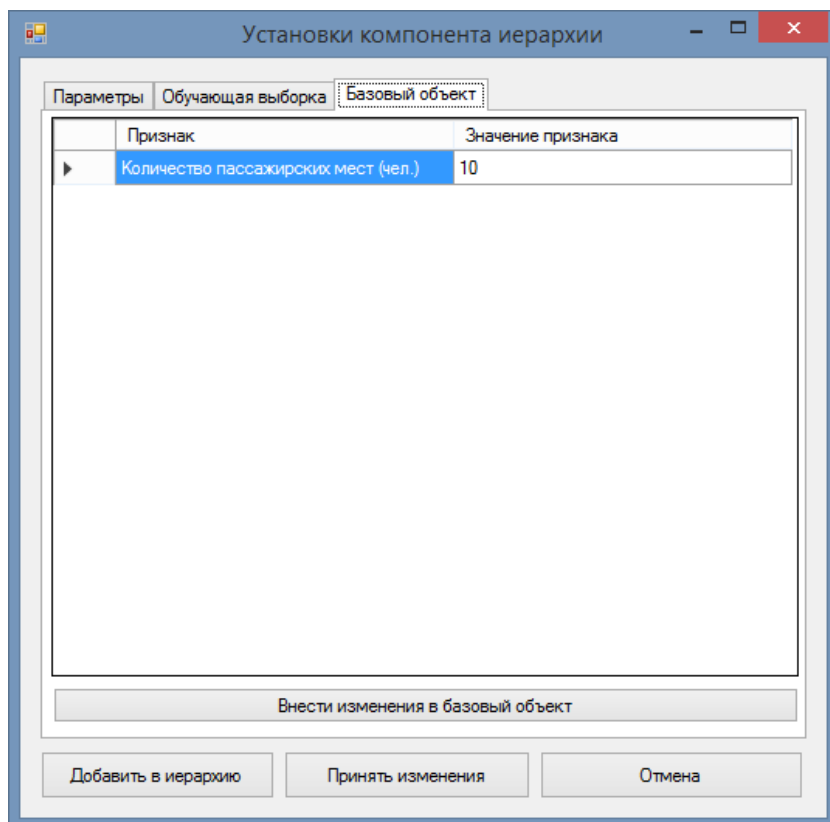 Установки компонента иерархии
Параметры Обучающая выборка Базовый объект
Признак Значение признака
Количество пассажирских мест (чел.) 10
Внести изменения в базовый объект
Добавить в иерархию Принять изменения Отмена